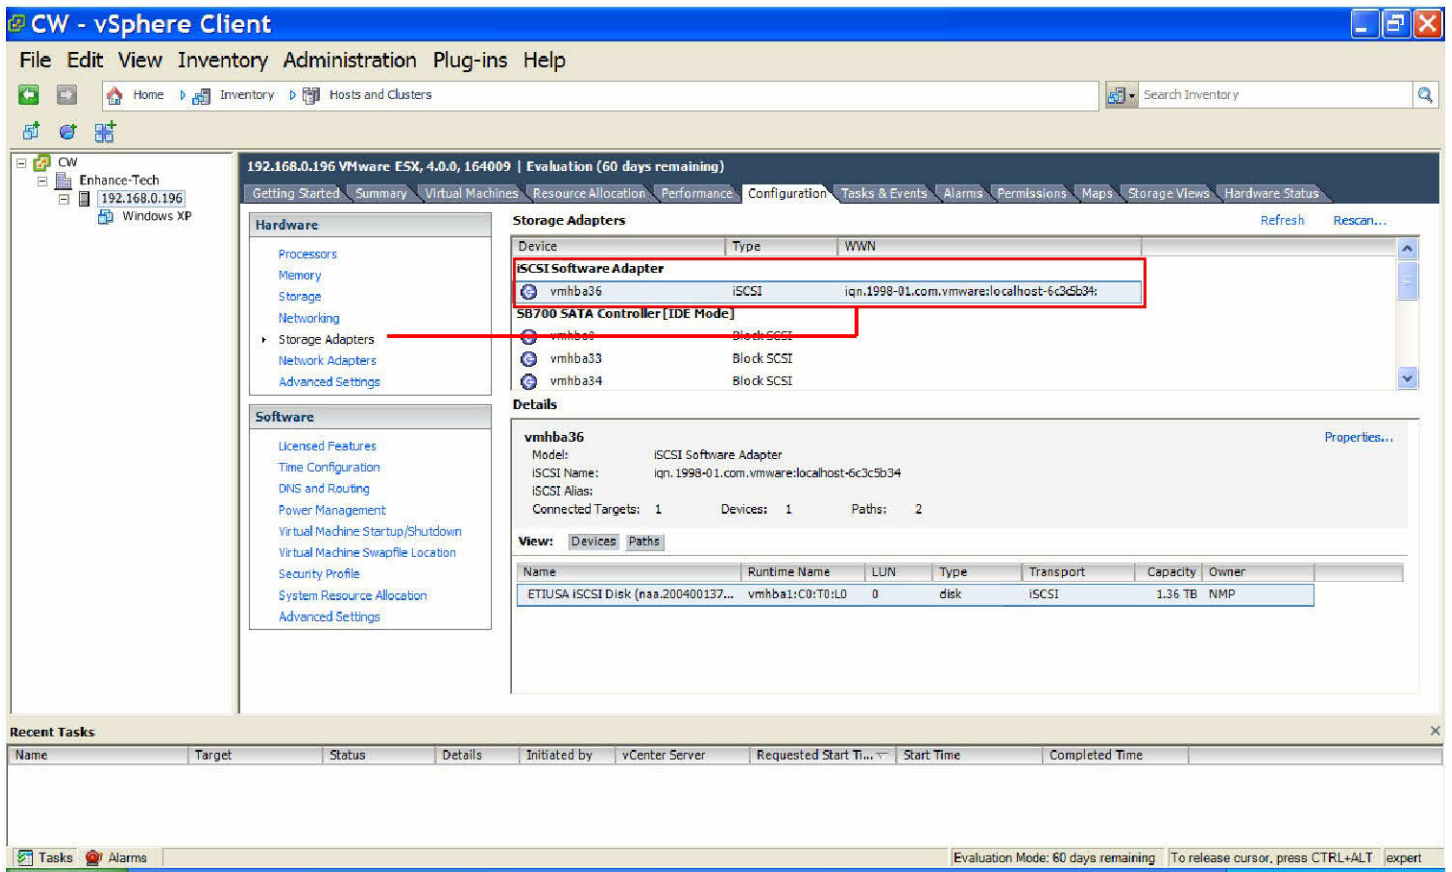 CW - vSphere Client
File Edit View Inventory Administration Plug-ins Help
Home Inventory Hosts and Clusters
Search Inventory
CW
Enhance-Tech
192.168.0.196
Windows XP
192.168.0.196 VMware ESX, 4.0.0, 164009 | Evaluation (60 days remaining)
Getting Started Summary Virtual Machines Resource Allocation Performance Configuration Tasks & Events Alarms Permissions Maps Storage Views Hardware Status
Hardware
Processors
Memory
Storage
Networking
Storage Adapters
Network Adapters
Advanced Settings
Software
Licensed Features
Time Configuration
DNS and Routing
Power Management
Virtual Machine Startup/Shutdown
Virtual Machine Swapfile Location
Security Profile
System Resource Allocation
Advanced Settings
Storage Adapters
Refresh Rescan...
Device Type WWN
iSCSI Software Adapter
vmhba36 iSCSI iqn.1998-01.com.vmware:localhost-6c3c5b34:
SB700 SATA Controller [IDE Mode]
vmhba0 Block SCSI
vmhba33 Block SCSI
vmhba34 Block SCSI
Details
vmhba36
Properties...
Model: iSCSI Software Adapter
iSCSI Name: iqn.1998-01.com.vmware:localhost-6c3c5b34
iSCSI Alias:
Connected Targets: 1 Devices: 1 Paths: 2
View: Devices Paths
Name Runtime Name LUN Type Transport Capacity Owner
ETIUSA iSCSI Disk (naa.200400137... vmhba1:C0:T0:L0 0 disk iSCSI 1.36 TB NMP
Recent Tasks
Name Target Status Details Initiated by vCenter Server Requested Start Ti... Start Time Completed Time
Tasks Alarms
Evaluation Mode: 60 days remaining To release cursor, press CTRL+ALT expert